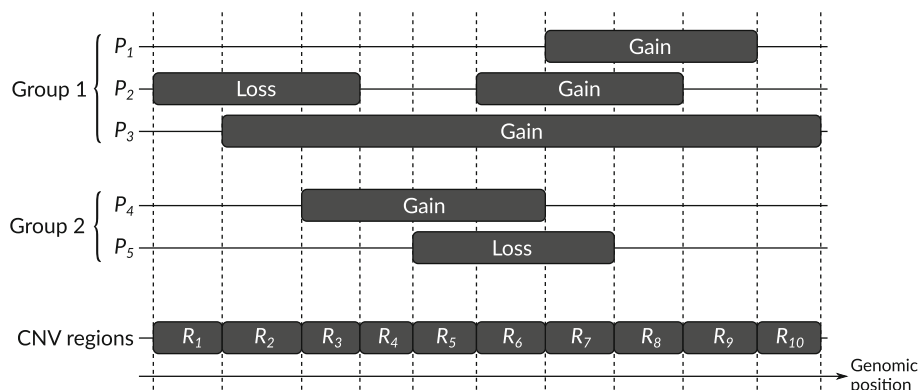 P1 Gain
Group 1 P2 Loss Gain
P3 Gain
P4 Gain
Group 2
P5 Loss
CNV regions R1 R2 R3 R4 R5 R6 R7 R8 R9 R10
Genomic
position